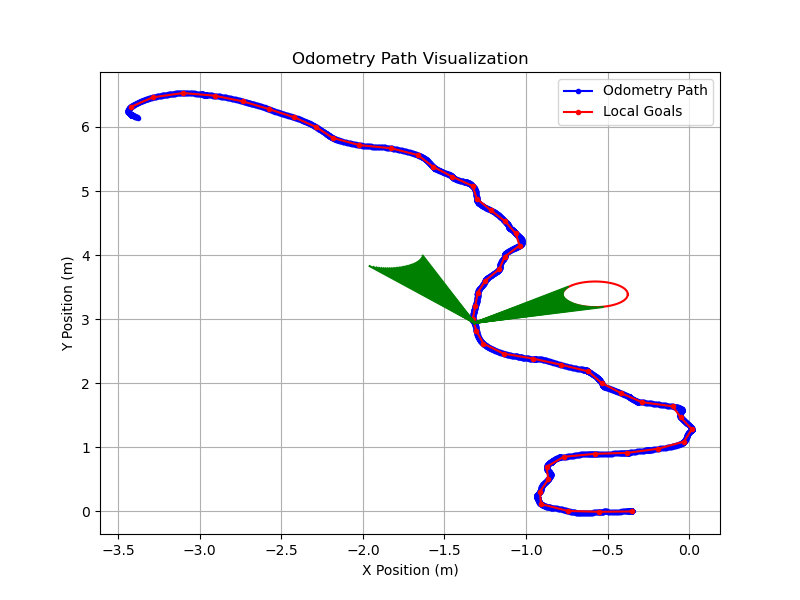 Odometry Path Visualization
Odometry Path
Local Goals
Y Position (m)
6
5
4
3
2
1
0
−3.5 −3.0 −2.5 −2.0 −1.5 −1.0 −0.5 0.0
X Position (m)